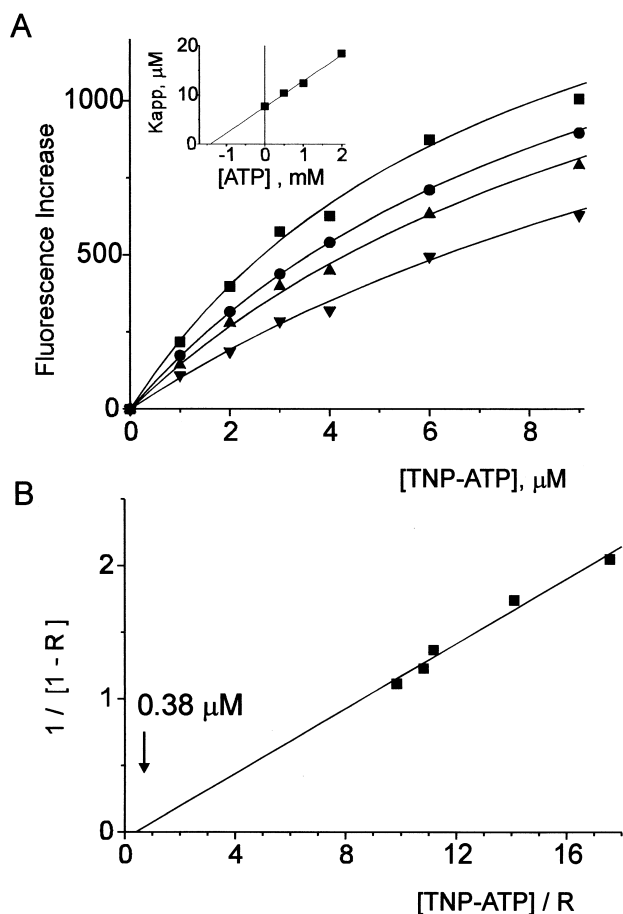 A
Fluorescence Increase
1000
500
0
0 2 4 6 8
[TNP-ATP], μM
Kapp, μM
20
10
0
-1 0 1 2
[ATP] , mM
B
1 / [1 - R ]
2
1
0
0.38 μM
0 4 8 12 16
[TNP-ATP] / R